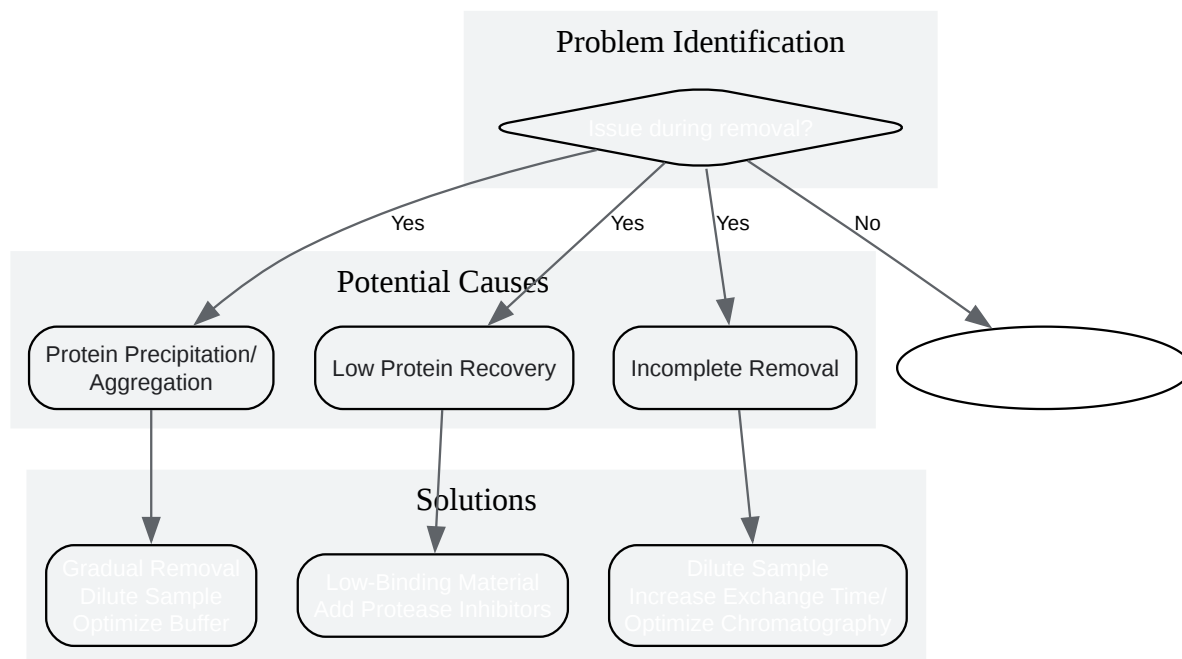 Problem Identification
Issue during removal?
Yes
Yes
Yes
No
Potential Causes
Protein Precipitation/
Aggregation
Low Protein Recovery
Incomplete Removal
Solutions
Gradual Removal
Dilute Sample
Optimize Buffer
Low-Binding Material
Add Protease Inhibitors
Dilute Sample
Increase Exchange Time/
Optimize Chromatography